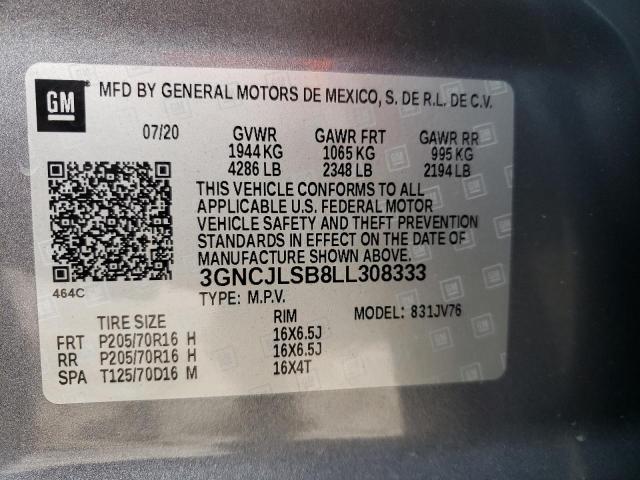 GM
MFD BY GENERAL MOTORS DE MEXICO, S. DE R.L. DE C.V.
07/20 GVWR GAWR FRT GAWR RR
1944 KG 1065 KG 995 KG
4286 LB 2348 LB 2194 LB
THIS VEHICLE CONFORMS TO ALL
APPLICABLE U.S. FEDERAL MOTOR
VEHICLE SAFETY AND THEFT PREVENTION
STANDARDS IN EFFECT ON THE DATE OF
MANUFACTURE SHOWN ABOVE.
464C 3GNCJLSB8LL308333
TYPE: M.P.V.
TIRE SIZE RIM MODEL: 831JV76
FRT P205/70R16 H 16X6.5J
RR P205/70R16 H 16X6.5J
SPA T125/70D16 M 16X4T